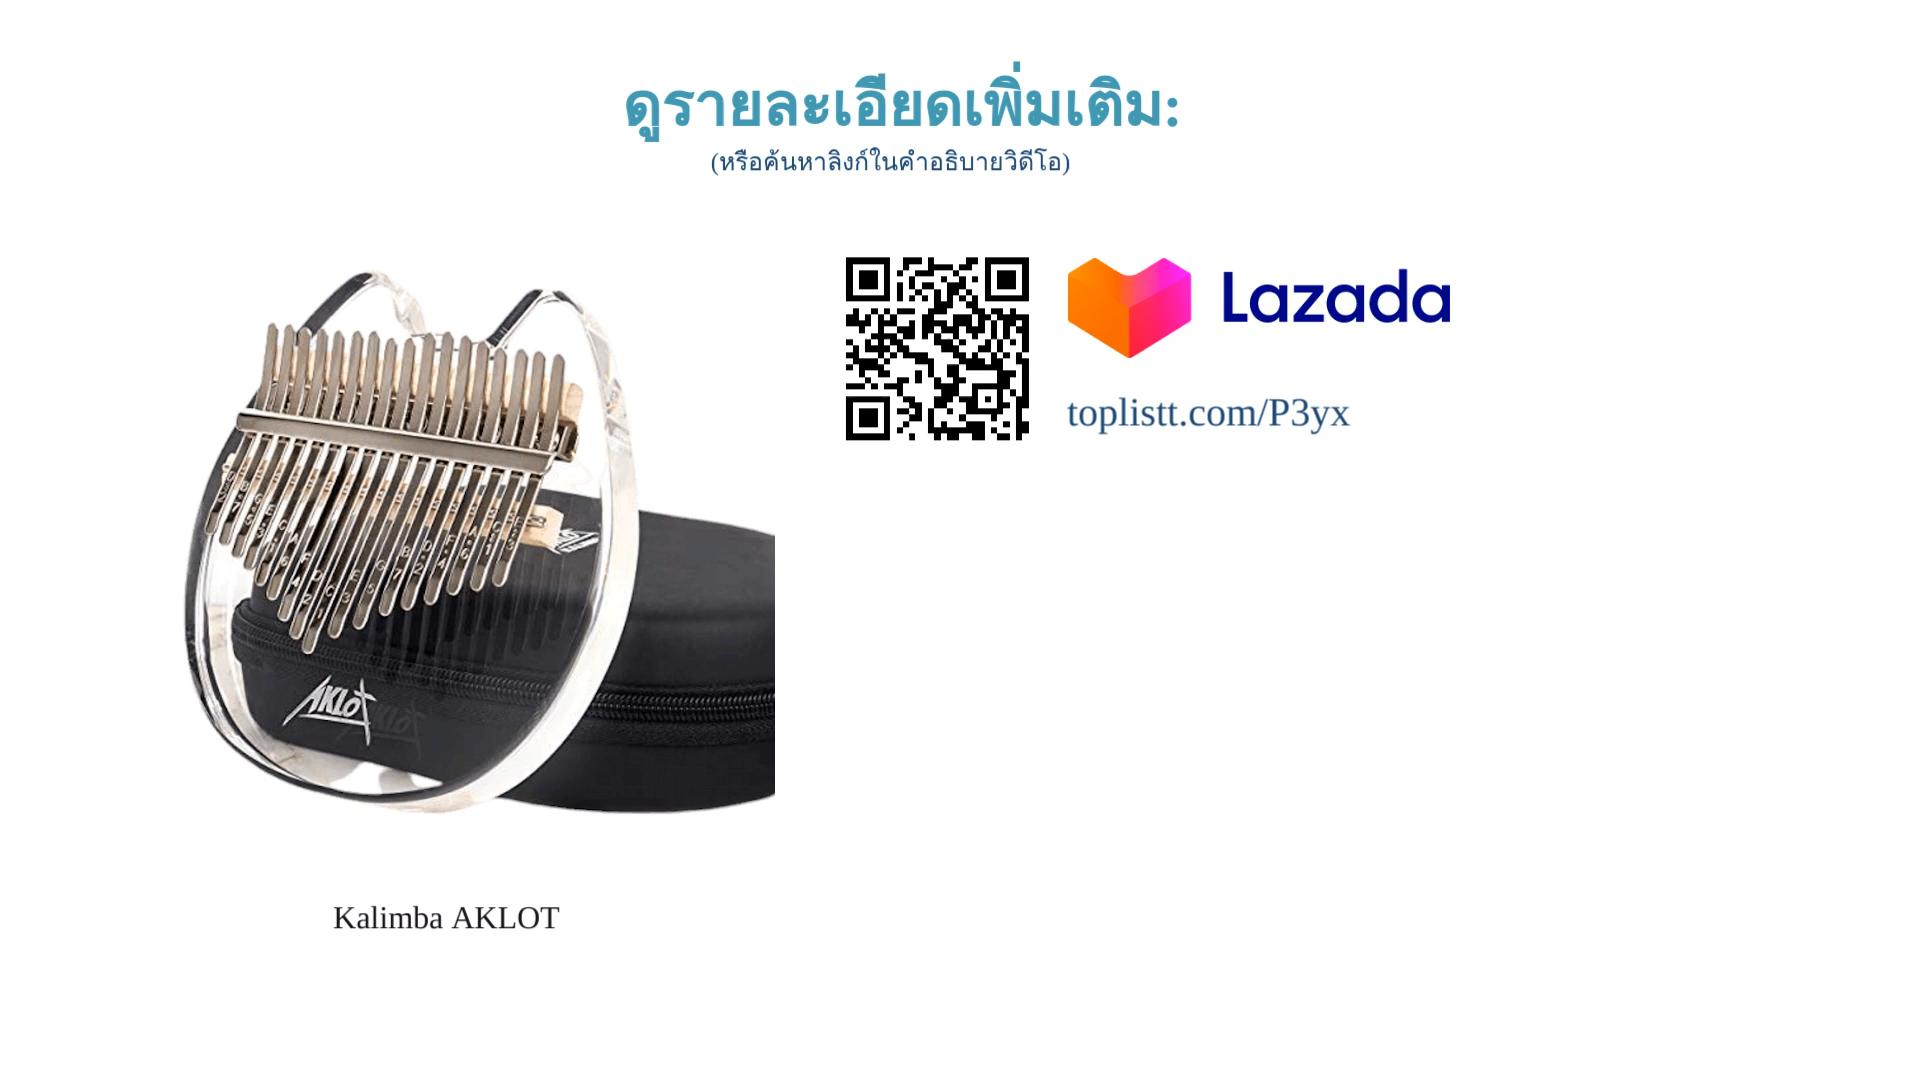 ดูรายละเอียดเพิ่มเติม:
(หรือค้นหาลิงก์ในคำอธิบายวิดีโอ)
Lazada
toplistt.com/P3yx
AKLOT
Kalimba AKLOT